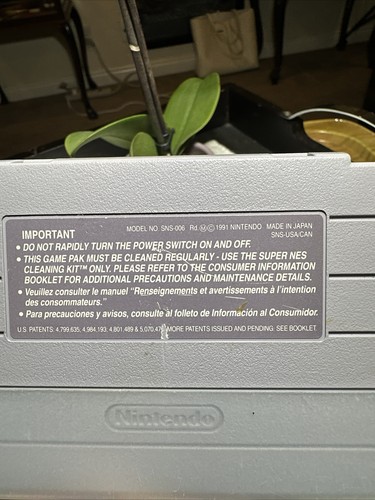 IMPORTANT
MODEL NO. SNS-006 Rd.ⓂⒸ 1991 NINTENDO MADE IN JAPAN
SNS-USA/CAN
• DO NOT RAPIDLY TURN THE POWER SWITCH ON AND OFF.
• THIS GAME PAK MUST BE CLEANED REGULARLY - USE THE SUPER NES
CLEANING KIT™ ONLY. PLEASE REFER TO THE CONSUMER INFORMATION
BOOKLET FOR ADDITIONAL PRECAUTIONS AND MAINTENANCE DETAILS.
• Veuillez consulter le manuel "Renseignements et avertissements à l'intention
des consommateurs."
• Para precauciones y avisos, consulte al folleto de Información al Consumidor.
U.S. PATENTS: 4,799,635; 4,984,193; 4,801,489 & MORE PATENTS ISSUED AND PENDING: SEE BOOKLET.
Nintendo